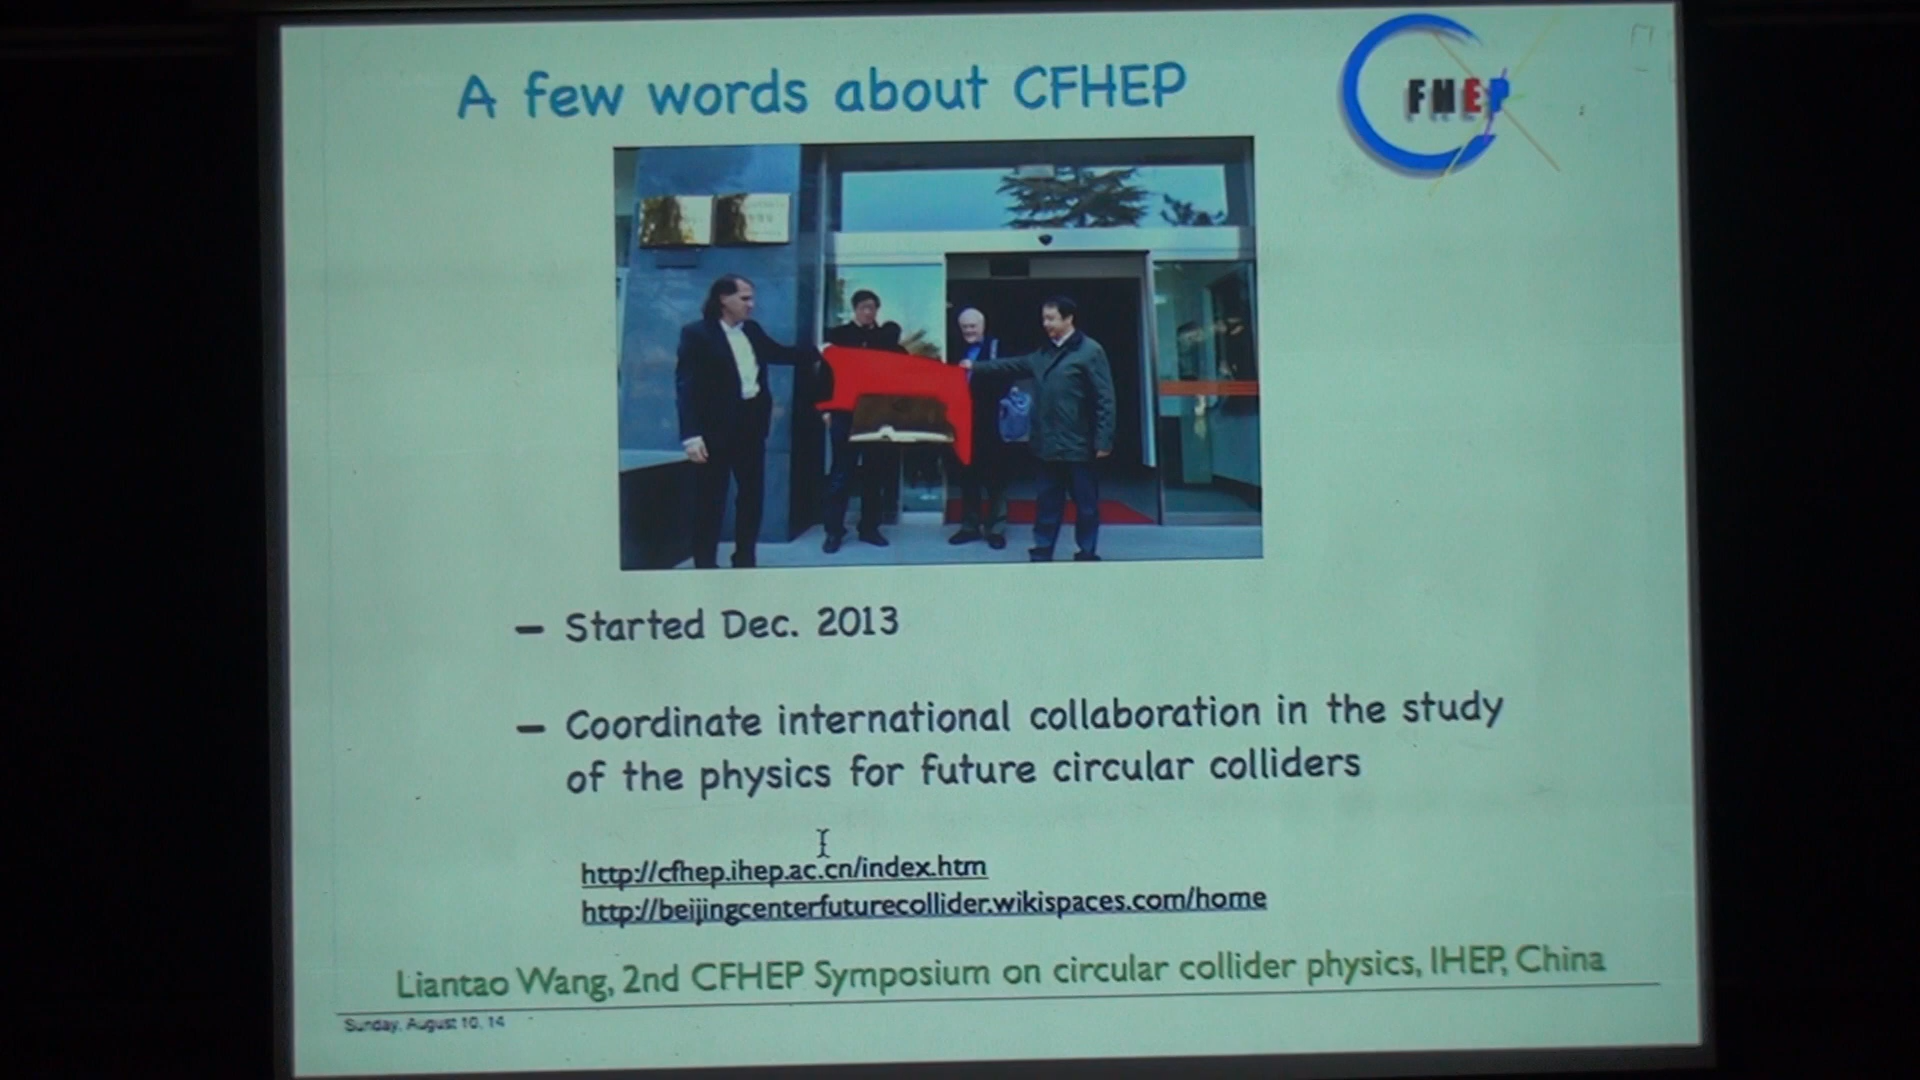 A few words about CFHEP
FHEP
– Started Dec. 2013
– Coordinate international collaboration in the study
of the physics for future circular colliders
http://cfhep.ihep.ac.cn/index.htm
http://beijingcenterfuturecollider.wikispaces.com/home
Liantao Wang, 2nd CFHEP Symposium on circular collider physics, IHEP, China
Sunday, August 10, 14